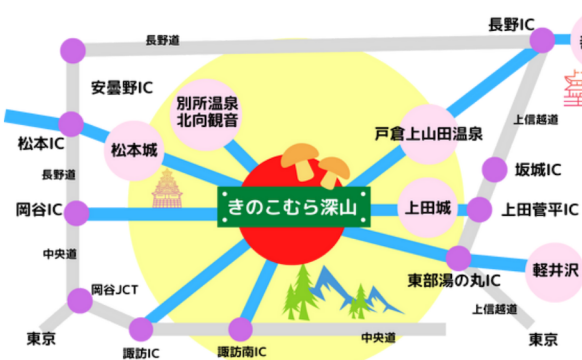 長野IC
長野道
安曇野IC
別所温泉
北向観音
上信越道
戸倉上山田温泉
松本IC
松本城
坂城IC
長野道
岡谷IC
きのこむら深山
上田城
上田菅平IC
中央道
東部湯の丸IC
軽井沢
岡谷JCT
上信越道
東京
諏訪IC
諏訪南IC
中央道
東京